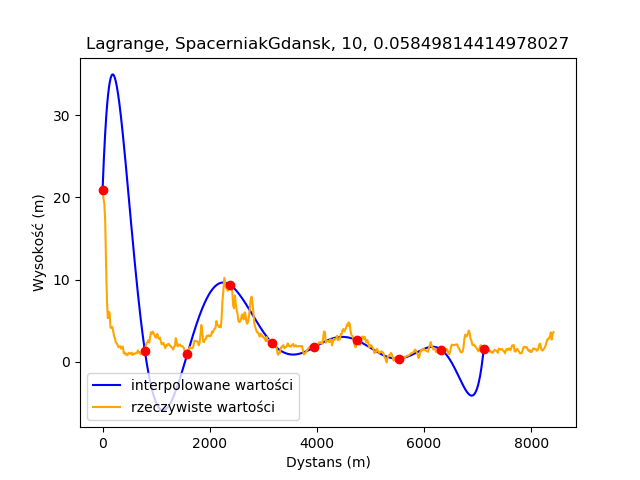 Lagrange, SpacerniakGdansk, 10, 0.05849814414978027
30
20
10
0
Wysokość (m)
interpolowane wartości
rzeczywiste wartości
0 2000 4000 6000 8000
Dystans (m)